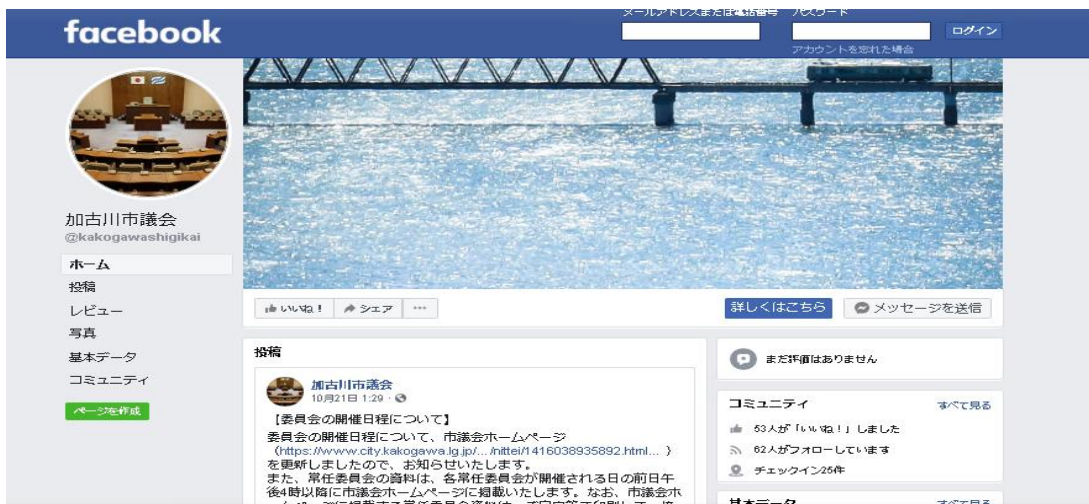 メールアドレスまたは電話番号 パスワード
facebook
ログイン
アカウントを忘れた場合
加古川市議会
@kakogawashigikai
ホーム
投稿
レビュー
写真
基本データ
コミュニティ
ページを作成
いいね！ シェア ...
詳しくはこちら メッセージを送信
投稿
加古川市議会
10月21日 1:29
【委員会の開催日程について】
委員会の開催日程について、市議会ホームページ
（https://www.city.kakogawa.lg.jp/... /nittei/1416038935892.html... ）
を更新しましたので、お知らせいたします。
また、常任委員会の資料は、各常任委員会が開催される日の前日午
後4時以降に市議会ホームページに掲載いたします。なお、市議会ホ
まだ評価はありません
コミュニティ すべて見る
53人が「いいね！」しました
62人がフォローしています
チェックイン25件
基本データ すべて見る